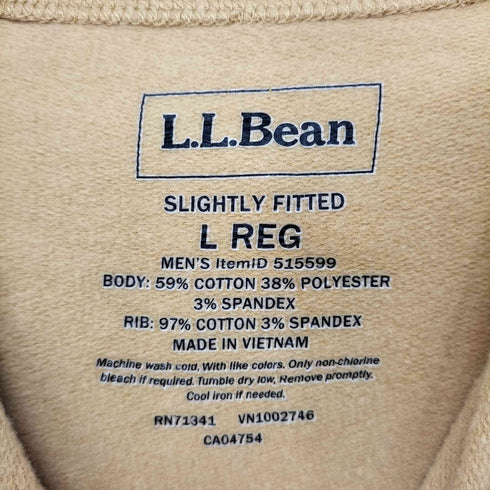 L.L.Bean
SLIGHTLY FITTED
L REG
MEN'S ItemID 515599
BODY: 59% COTTON 38% POLYESTER
3% SPANDEX
RIB: 97% COTTON 3% SPANDEX
MADE IN VIETNAM
Machine wash cold, With like colors. Only non-chlorine
bleach if required. Tumble dry low, Remove promptly.
Cool iron if needed.
RN71341 VN1002746
CA04754